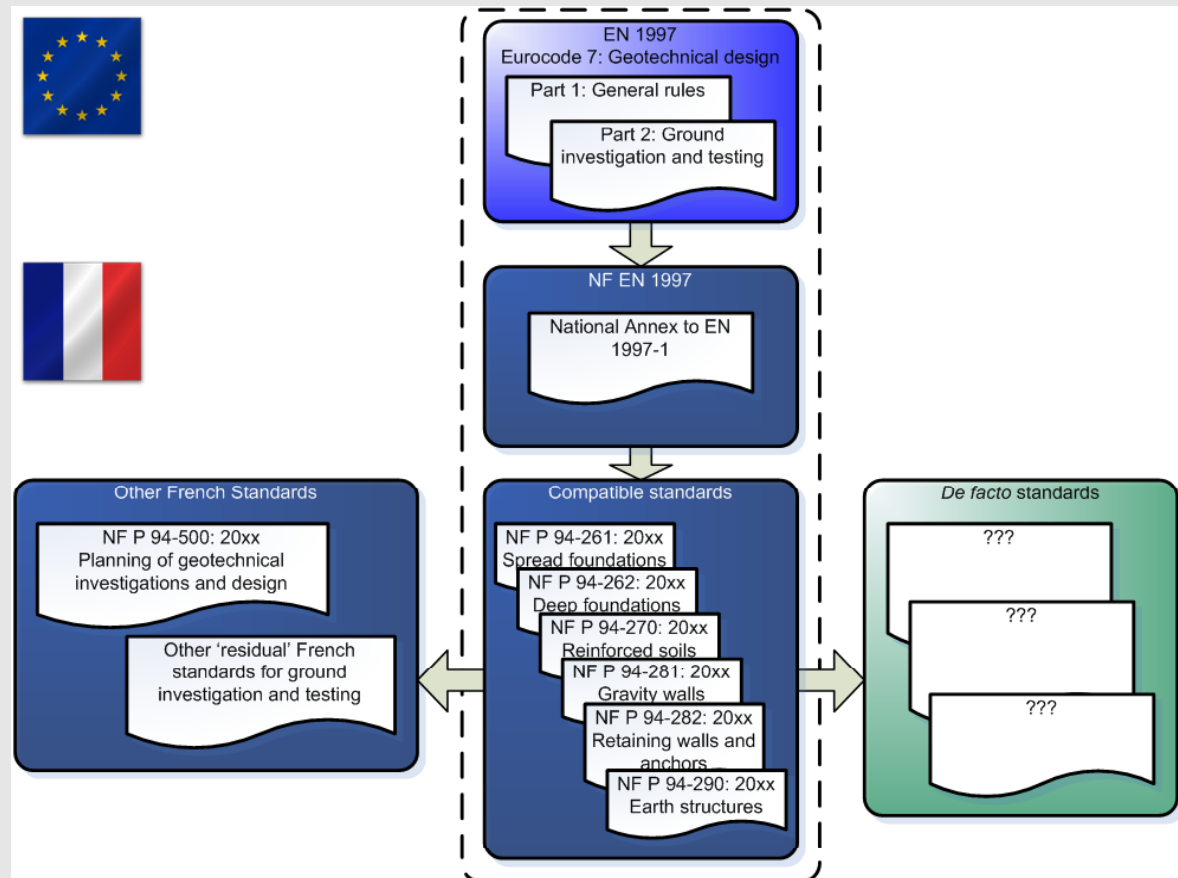 EN 1997
Eurocode 7: Geotechnical design
Part 1: General rules
Part 2: Ground
investigation and testing
NF EN 1997
National Annex to EN
1997-1
Other French Standards
NF P 94-500: 20xx
Planning of geotechnical
investigations and design
Other ‘residual’ French
standards for ground
investigation and testing
Compatible standards
NF P 94-261: 20xx
Spread foundations
NF P 94-262: 20xx
Deep foundations
NF P 94-270: 20xx
Reinforced soils
NF P 94-281: 20xx
Gravity walls
NF P 94-282: 20xx
Retaining walls and
anchors
NF P 94-290: 20xx
Earth structures
De facto standards
???
???
???